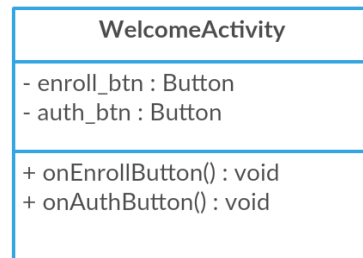 WelcomeActivity
- enroll_btn : Button
- auth_btn : Button
+ onEnrollButton() : void
+ onAuthButton() : void